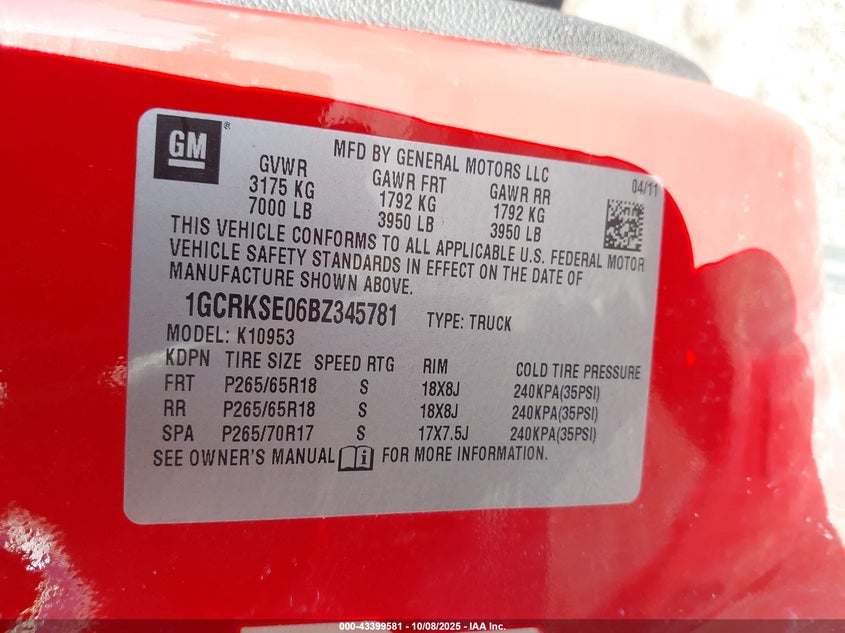 GM ®
MFD BY GENERAL MOTORS LLC
04/11
GVWR GAWR FRT GAWR RR
3175 KG 1792 KG 1792 KG
7000 LB 3950 LB 3950 LB
THIS VEHICLE CONFORMS TO ALL APPLICABLE U.S. FEDERAL MOTOR
VEHICLE SAFETY STANDARDS IN EFFECT ON THE DATE OF
MANUFACTURE SHOWN ABOVE.
1GCRKSE06BZ345781 TYPE: TRUCK
MODEL: K10953
KDPN TIRE SIZE SPEED RTG RIM COLD TIRE PRESSURE
FRT P265/65R18 S 18X8J 240KPA(35PSI)
RR P265/65R18 S 18X8J 240KPA(35PSI)
SPA P265/70R17 S 17X7.5J 240KPA(35PSI)
SEE OWNER'S MANUAL i FOR MORE INFORMATION.
000-43399581 - 10/08/2025 - IAA Inc.